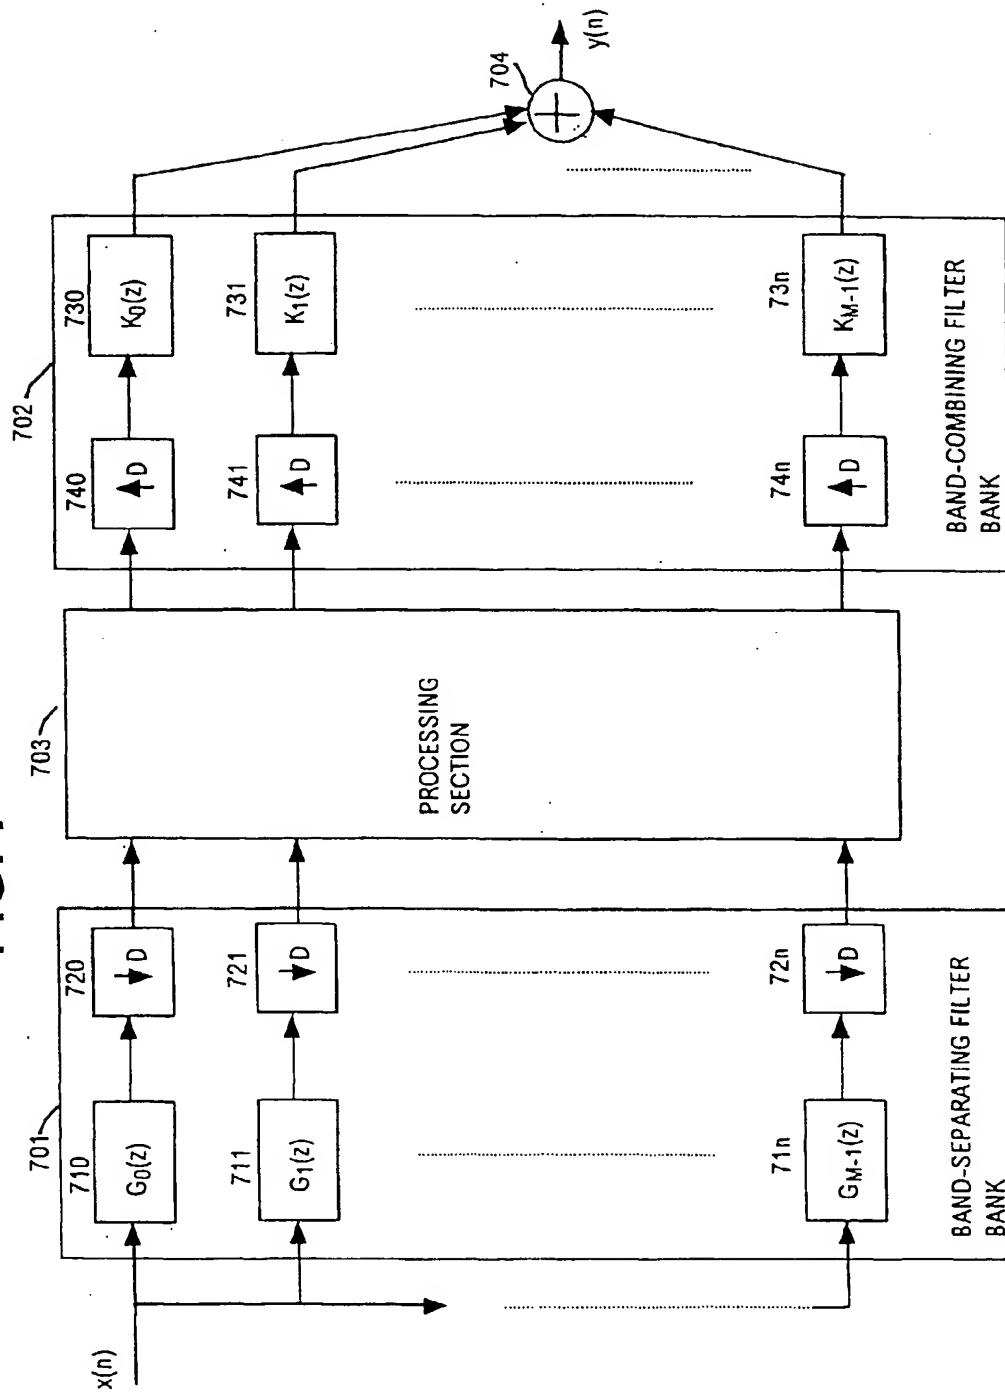 701
703
702
710
720
740
730
x(n)
G0(z)
↓D
↑D
K0(z)
711
721
741
731
G1(z)
↓D
↑D
K1(z)
PROCESSING
SECTION
704
+
y(n)
71n
72n
74n
73n
GM-1(z)
↓D
↑D
KM-1(z)
BAND-SEPARATING FILTER
BANK
BAND-COMBINING FILTER
BANK